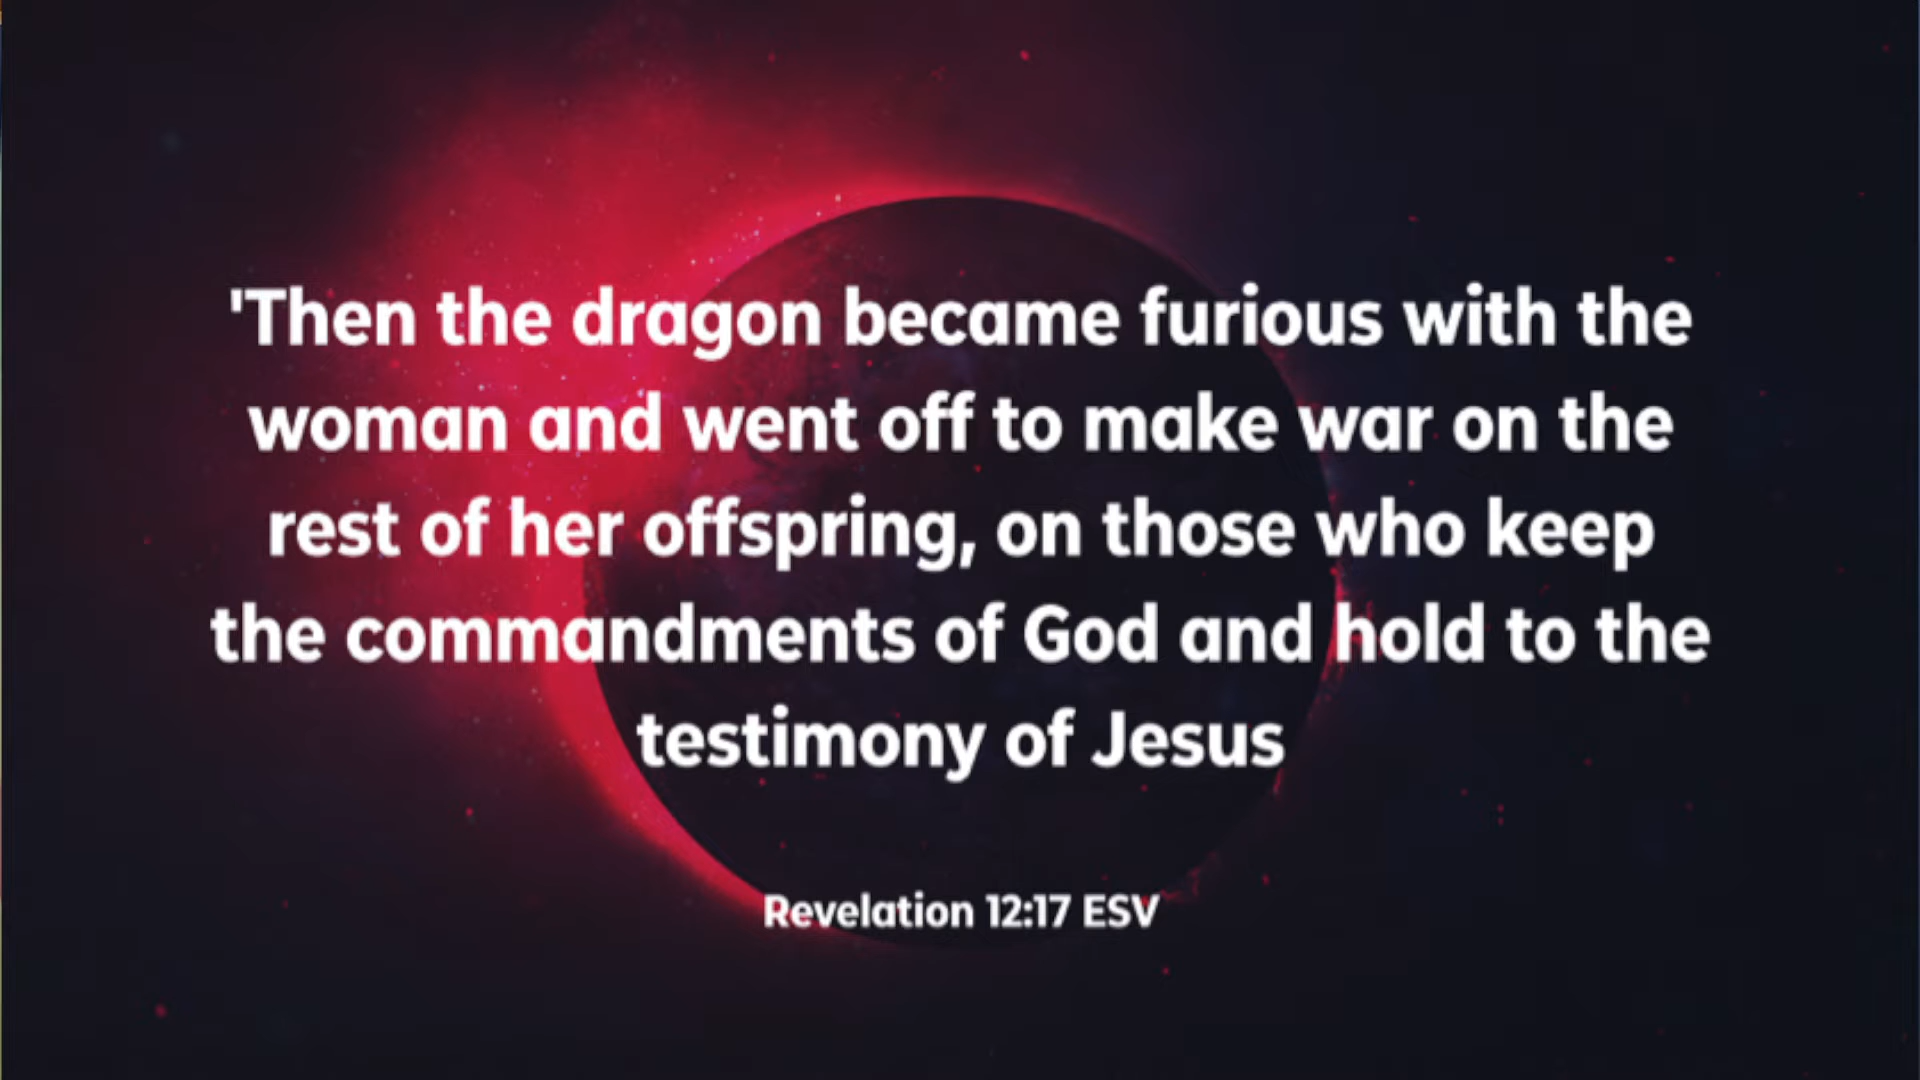 'Then the dragon became furious with the
woman and went off to make war on the
rest of her offspring, on those who keep
the commandments of God and hold to the
testimony of Jesus
Revelation 12:17 ESV